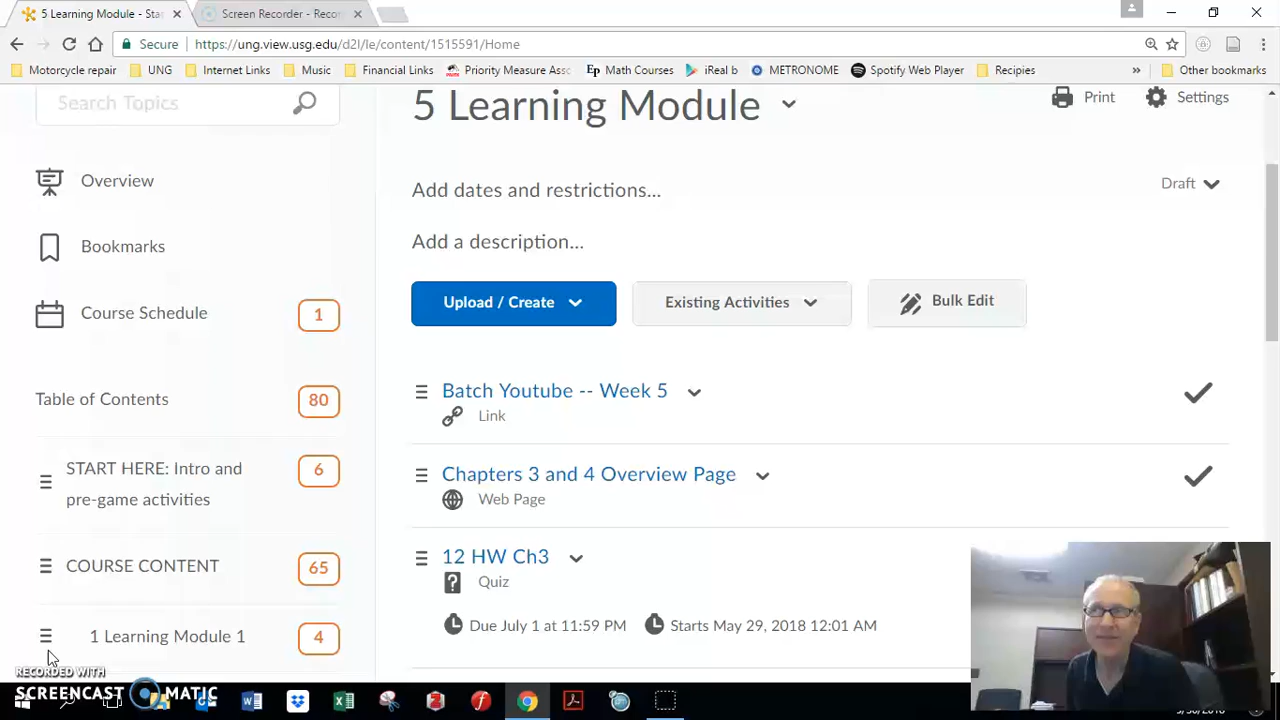 5 Learning Module - Sta
Screen Recorder - Reco
Secure
https://ung.view.usg.edu/d2l/le/content/1515591/Home
Motorcycle repair
UNG
Internet Links
Music
Financial Links
Priority Measure Assc
Ep Math Courses
iReal b
METRONOME
Spotify Web Player
Recipies
»
Other bookmarks
Search Topics
5 Learning Module
Print
Settings
Overview
Add dates and restrictions...
Draft
Bookmarks
Add a description...
Course Schedule
1
Upload / Create
Existing Activities
Bulk Edit
Table of Contents
80
Batch Youtube -- Week 5
Link
START HERE: Intro and
pre-game activities
6
Chapters 3 and 4 Overview Page
Web Page
COURSE CONTENT
65
12 HW Ch3
Quiz
1 Learning Module 1
4
Due July 1 at 11:59 PM
Starts May 29, 2018 12:01 AM
RECORDED WITH
SCREENCAST MATIC